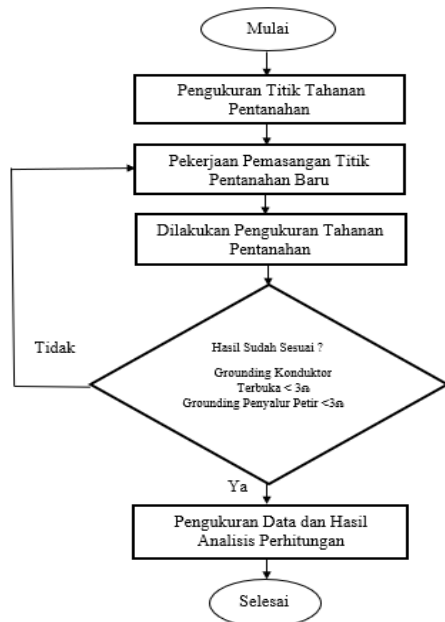 Mulai
Pengukuran Titik Tahanan
Pentanahan
Pekerjaan Pemasangan Titik
Pentanahan Baru
Dilakukan Pengukuran Tahanan
Pentanahan
Tidak
Hasil Sudah Sesuai ?
Grounding Konduktor
Terbuka < 3Ω
Grounding Penyalur Petir <3Ω
Ya
Pengukuran Data dan Hasil
Analisis Perhitungan
Selesai